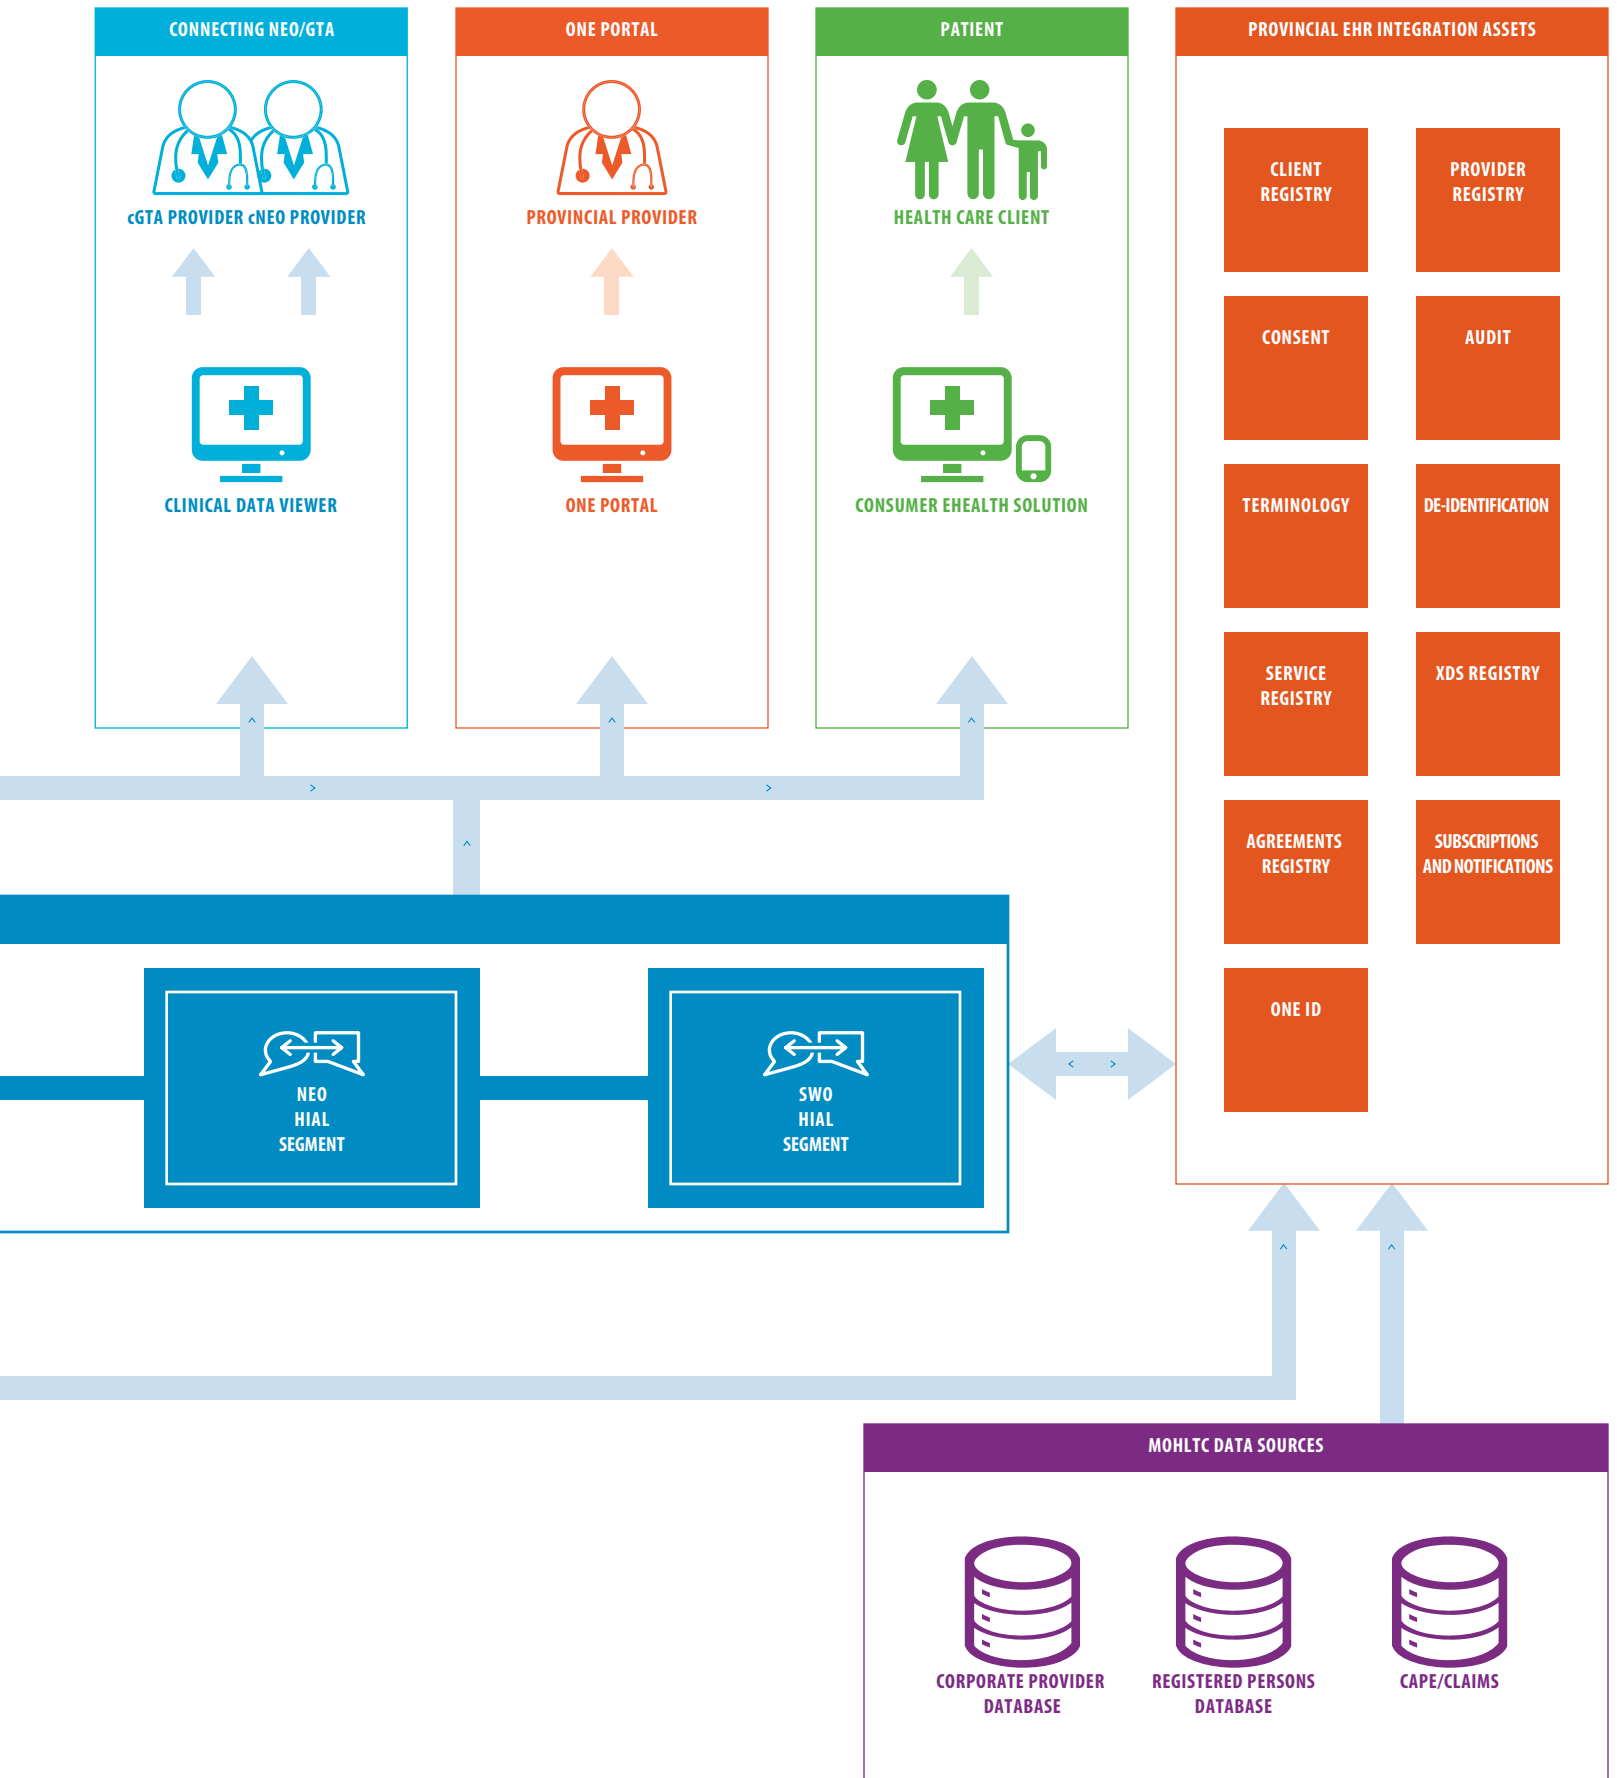 CONNECTING NEO/GTA
cGTA PROVIDER cNEO PROVIDER
CLINICAL DATA VIEWER
ONE PORTAL
PROVINCIAL PROVIDER
ONE PORTAL
PATIENT
HEALTH CARE CLIENT
CONSUMER EHEALTH SOLUTION
PROVINCIAL EHR INTEGRATION ASSETS
CLIENT
REGISTRY
PROVIDER
REGISTRY
CONSENT
AUDIT
TERMINOLOGY
DE-IDENTIFICATION
SERVICE
REGISTRY
XDS REGISTRY
AGREEMENTS
REGISTRY
SUBSCRIPTIONS
AND NOTIFICATIONS
ONE ID
NEO
HIAL
SEGMENT
SWO
HIAL
SEGMENT
MOHLTC DATA SOURCES
CORPORATE PROVIDER
DATABASE
REGISTERED PERSONS
DATABASE
CAPE/CLAIMS